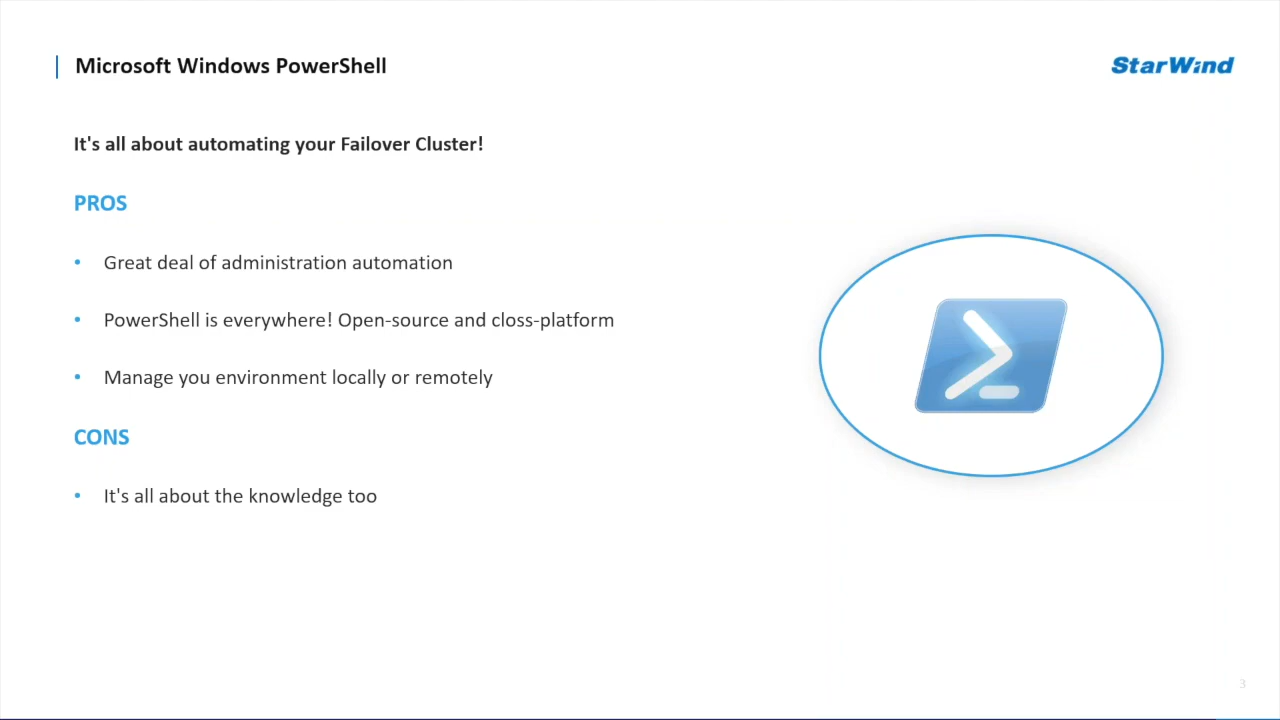 Microsoft Windows PowerShell
StarWind
It's all about automating your Failover Cluster!
PROS
• Great deal of administration automation
• PowerShell is everywhere! Open-source and closs-platform
• Manage you environment locally or remotely
CONS
• It's all about the knowledge too
3